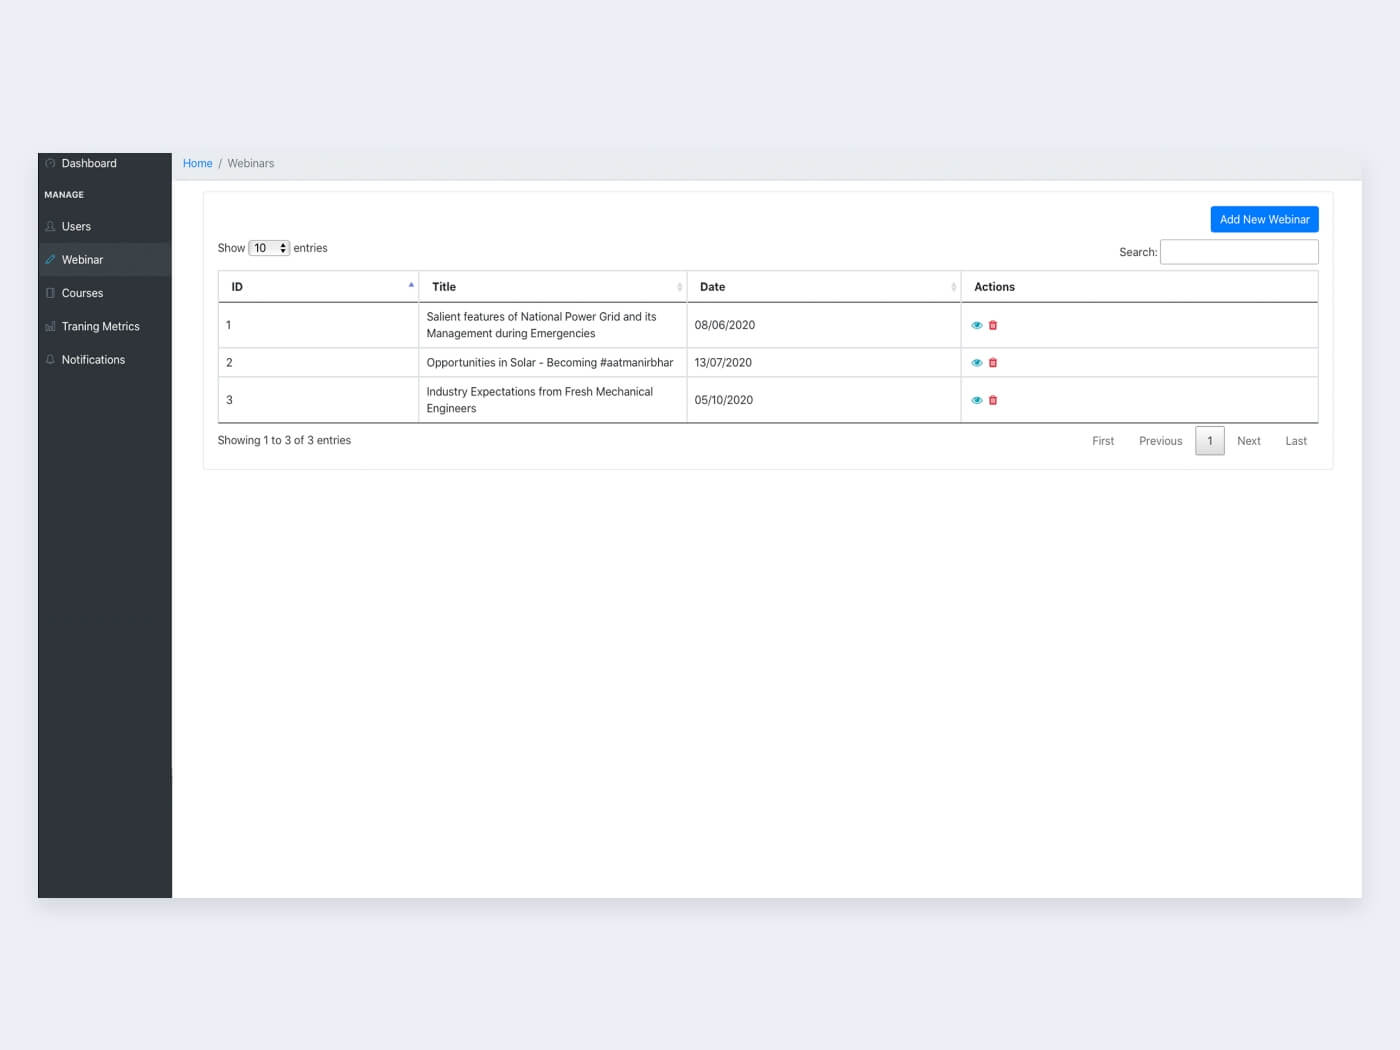 Dashboard
MANAGE
Users
Webinar
Courses
Traning Metrics
Notifications
Home / Webinars
Add New Webinar
Show 10 entries
Search:
ID Title Date Actions
1 Salient features of National Power Grid and its
Management during Emergencies 08/06/2020
2 Opportunities in Solar - Becoming #aatmanirbhar 13/07/2020
3 Industry Expectations from Fresh Mechanical
Engineers 05/10/2020
Showing 1 to 3 of 3 entries
First Previous 1 Next Last